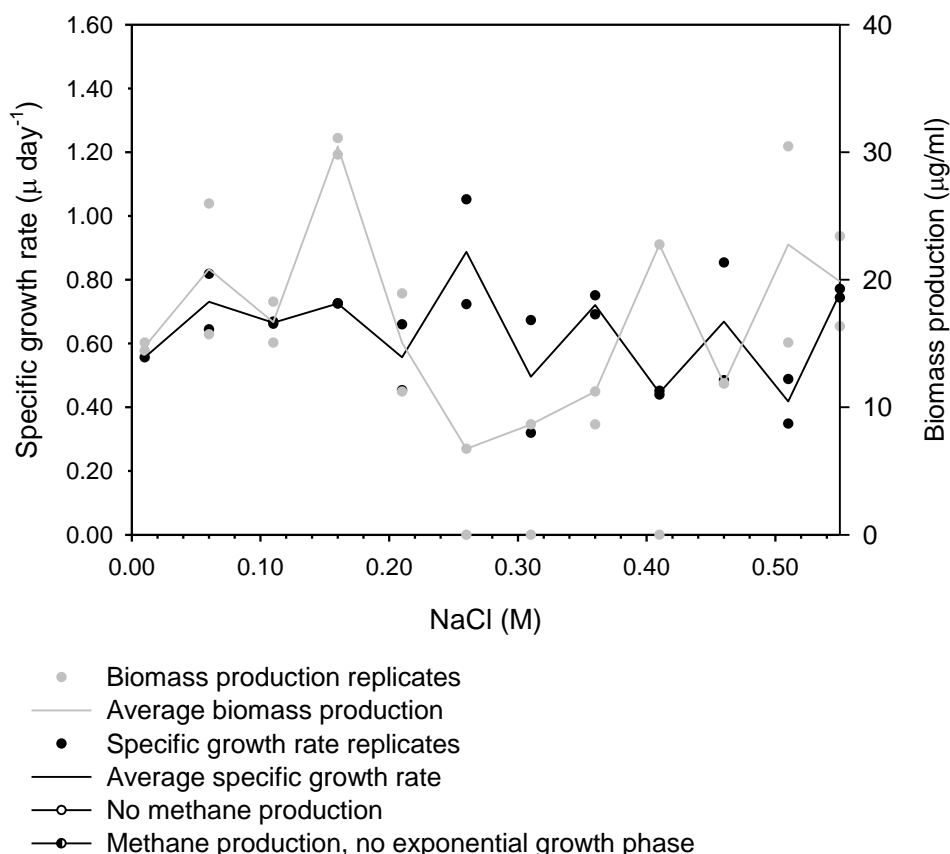 1.60
1.40
1.20
1.00
0.80
0.60
0.40
0.20
0.00
Specific growth rate (μ day⁻¹)
40
30
20
10
0
Biomass production (μg/ml)
0.00 0.10 0.20 0.30 0.40 0.50
NaCl (M)
Biomass production replicates
Average biomass production
Specific growth rate replicates
Average specific growth rate
No methane production
Methane production, no exponential growth phase